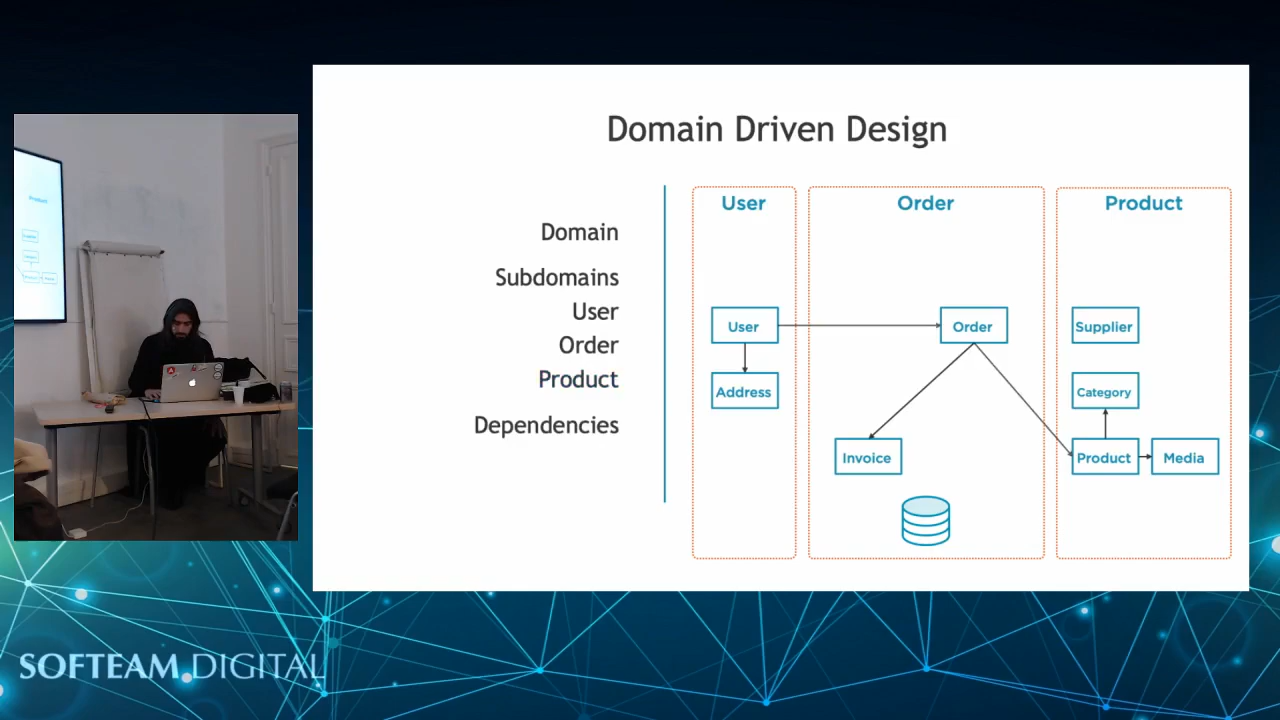 Domain Driven Design
Domain
Subdomains
User
Order
Product
Dependencies
User
Order
Product
User
Order
Supplier
Address
Category
Invoice
Product
Media
Product
SOFTEAM DIGITAL